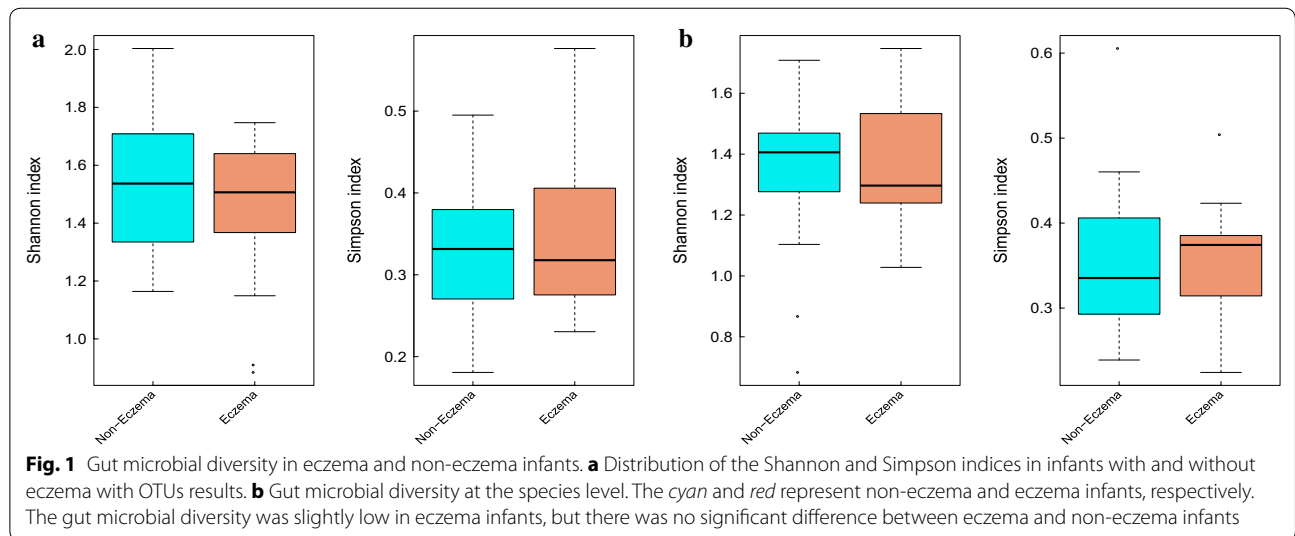 a
b
Shannon index
2.0
1.8
1.6
1.4
1.2
1.0
Non-Eczema
Eczema
Simpson index
0.5
0.4
0.3
0.2
Non-Eczema
Eczema
Shannon index
1.6
1.4
1.2
1.0
0.8
Non-Eczema
Eczema
Simpson index
0.6
0.5
0.4
0.3
Non-Eczema
Eczema
Fig. 1 Gut microbial diversity in eczema and non-eczema infants. a Distribution of the Shannon and Simpson indices in infants with and without
eczema with OTUs results. b Gut microbial diversity at the species level. The cyan and red represent non-eczema and eczema infants, respectively.
The gut microbial diversity was slightly low in eczema infants, but there was no significant difference between eczema and non-eczema infants